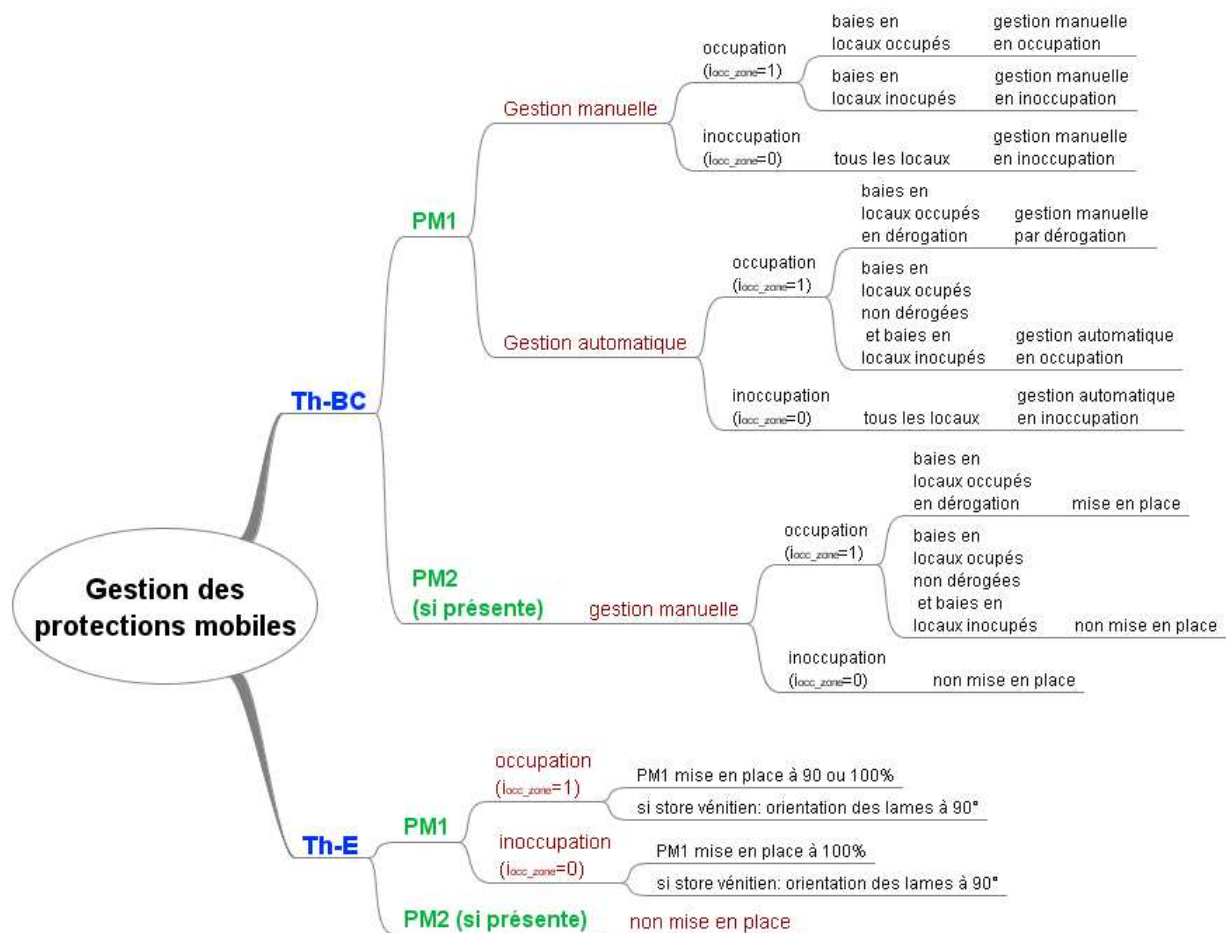 Gestion des
protections mobiles
Th-BC
PM1
Gestion manuelle
occupation
(iocc_zone=1)
baies en
locaux occupés
gestion manuelle
en occupation
baies en
locaux inocupés
gestion manuelle
en inoccupation
inoccupation
(iocc_zone=0)
tous les locaux
gestion manuelle
en inoccupation
Gestion automatique
occupation
(iocc_zone=1)
baies en
locaux occupés
en dérogation
gestion manuelle
par dérogation
baies en
locaux ocupés
non dérogées
et baies en
locaux inocupés
gestion automatique
en occupation
inoccupation
(iocc_zone=0)
tous les locaux
gestion automatique
en inoccupation
PM2
(si présente)
gestion manuelle
occupation
(iocc_zone=1)
baies en
locaux occupés
en dérogation
mise en place
baies en
locaux ocupés
non dérogées
et baies en
locaux inocupés
non mise en place
inoccupation
(iocc_zone=0)
non mise en place
Th-E
PM1
occupation
(iocc_zone=1)
PM1 mise en place à 90 ou 100%
si store vénitien: orientation des lames à 90°
inoccupation
(iocc_zone=0)
PM1 mise en place à 100%
si store vénitien: orientation des lames à 90°
PM2 (si présente)
non mise en place